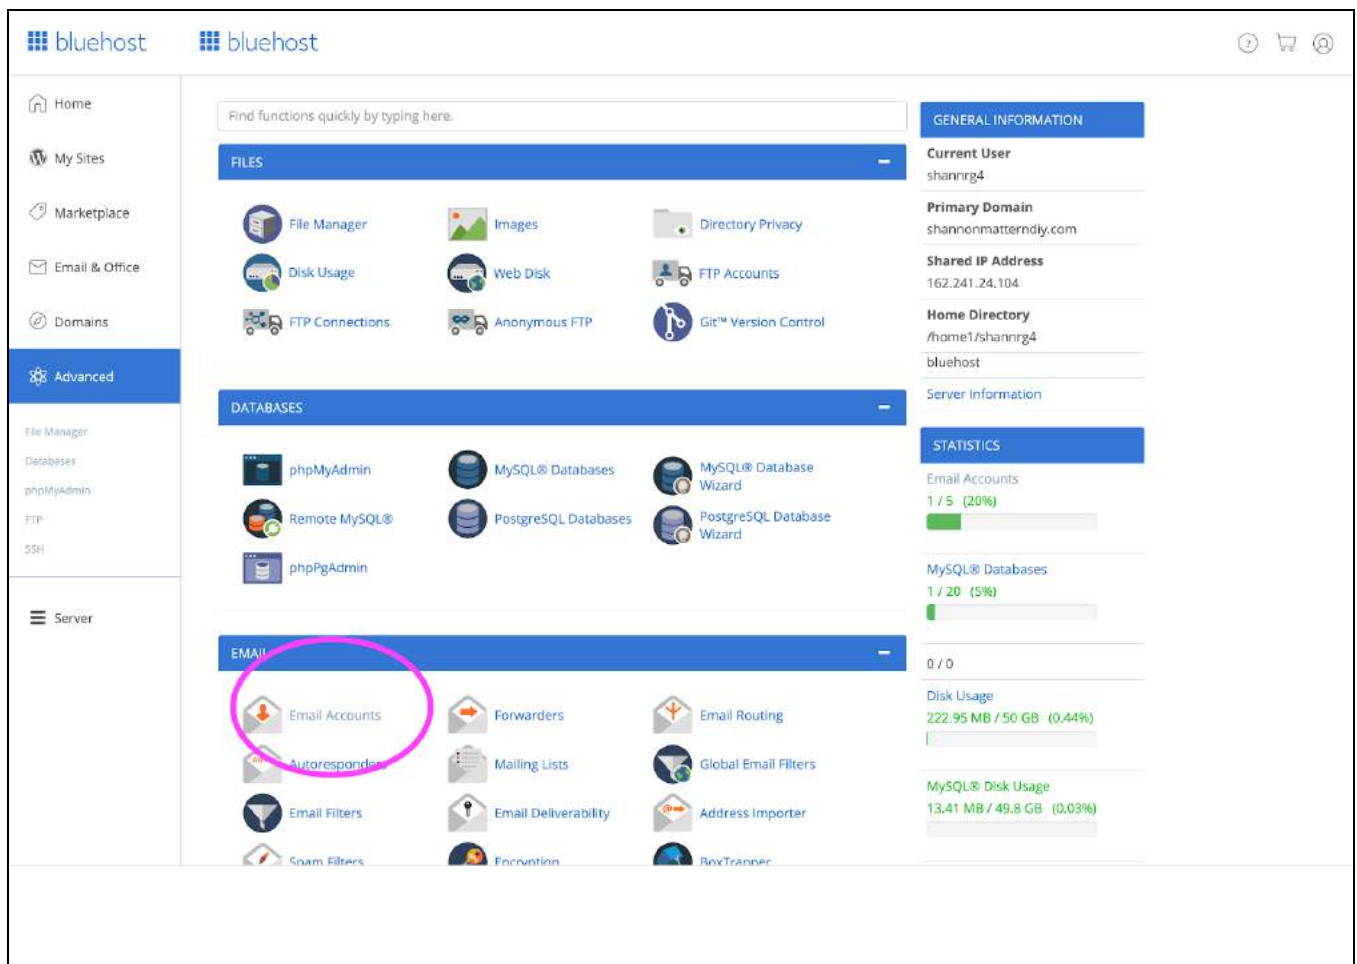 bluehost
bluehost
Home
My Sites
Marketplace
Email & Office
Domains
Advanced
File Manager
Databases
phpMyAdmin
FTP
SSH
Server
Find functions quickly by typing here.
FILES
File Manager
Images
Directory Privacy
Disk Usage
Web Disk
FTP Accounts
FTP Connections
Anonymous FTP
Git™ Version Control
DATABASES
phpMyAdmin
MySQL® Databases
MySQL® Database
Wizard
Remote MySQL®
PostgreSQL Databases
PostgreSQL Database
Wizard
phpPgAdmin
EMAIL
Email Accounts
Forwarders
Email Routing
Autoresponders
Mailing Lists
Global Email Filters
Email Filters
Email Deliverability
Address Importer
Spam Filters
Encryption
BoxTrapper
GENERAL INFORMATION
Current User
shannrg4
Primary Domain
shannonmatterndiy.com
Shared IP Address
162.241.24.104
Home Directory
/home1/shannrg4
bluehost
Server Information
STATISTICS
Email Accounts
1 / 5 (20%)
MySQL® Databases
1 / 20 (5%)
0 / 0
Disk Usage
222.95 MB / 50 GB (0.44%)
MySQL® Disk Usage
13.41 MB / 49.8 GB (0.03%)